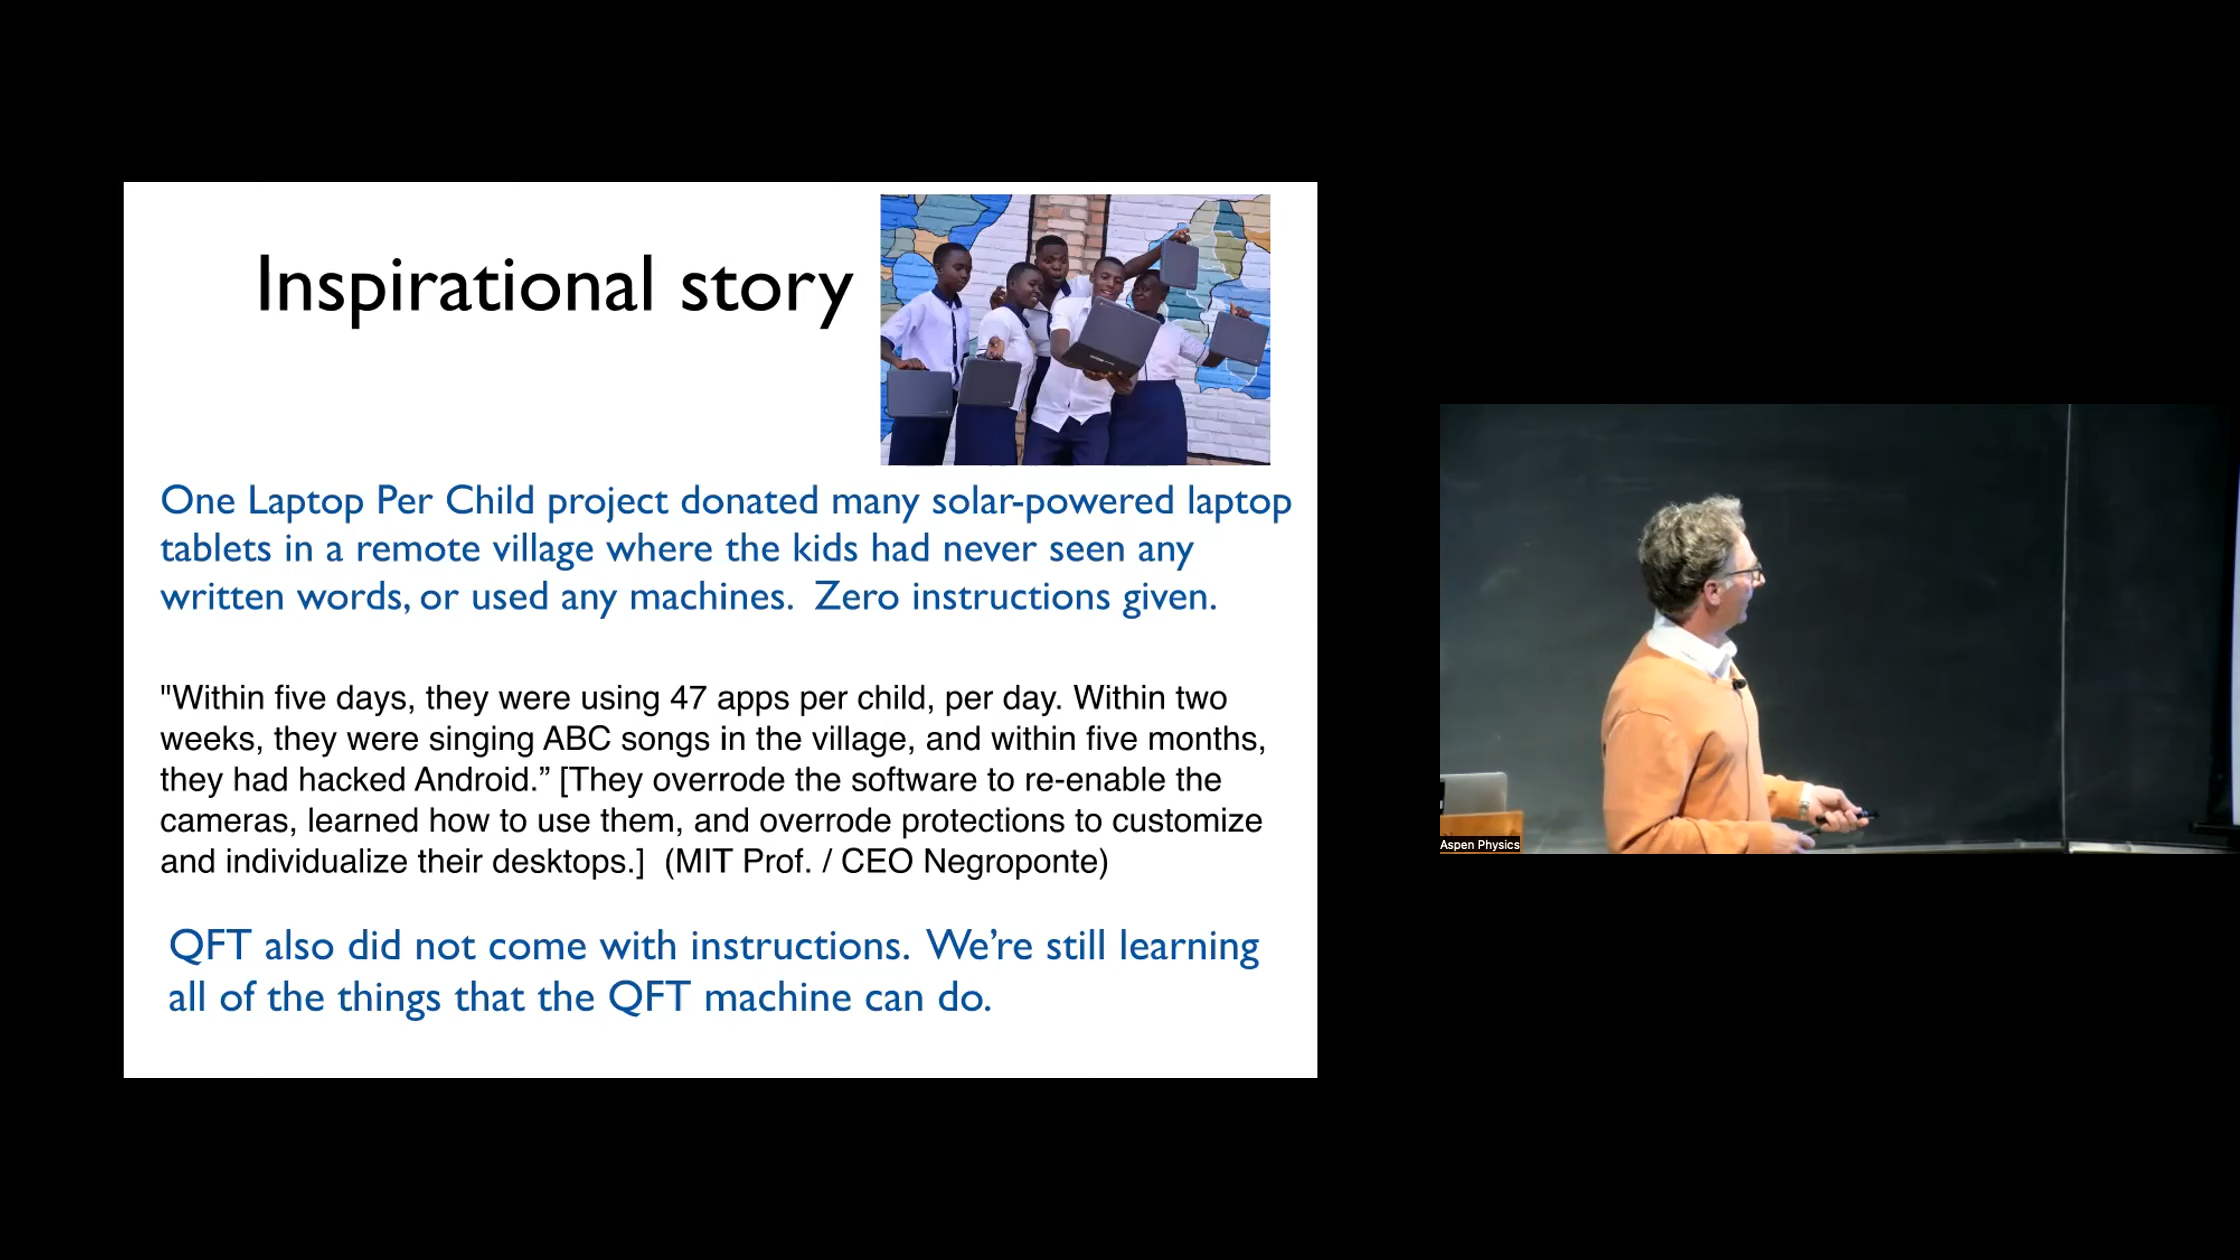 Inspirational story
One Laptop Per Child project donated many solar-powered laptop
tablets in a remote village where the kids had never seen any
written words, or used any machines.  Zero instructions given.
"Within five days, they were using 47 apps per child, per day. Within two
weeks, they were singing ABC songs in the village, and within five months,
they had hacked Android.” [They overrode the software to re-enable the
cameras, learned how to use them, and overrode protections to customize
and individualize their desktops.]  (MIT Prof. / CEO Negroponte)
QFT also did not come with instructions.  We’re still learning
all of the things that the QFT machine can do.
Aspen Physics